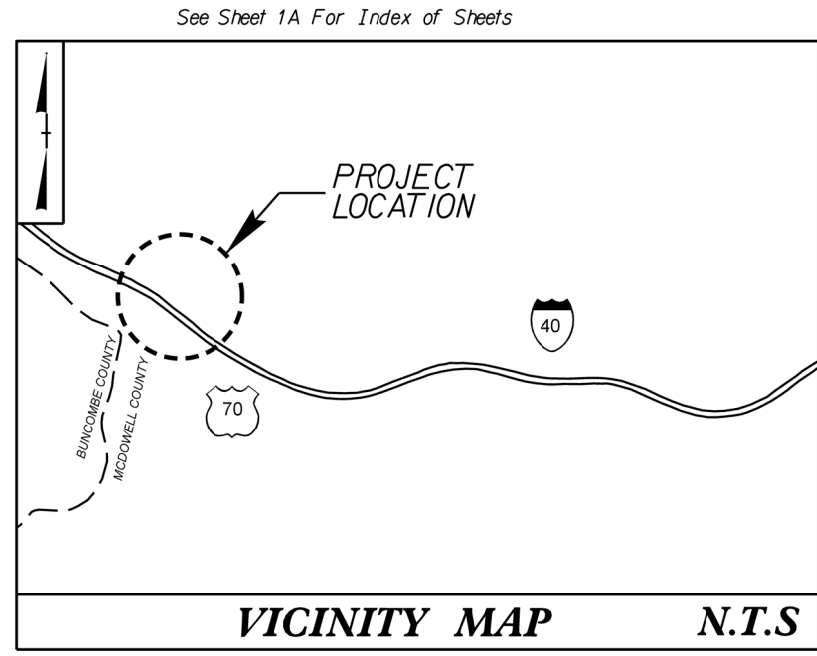 See Sheet 1A For Index of Sheets
PROJECT
LOCATION
40
70
BUNCOMBE COUNTY
MCDOWELL COUNTY
VICINITY MAP N.T.S